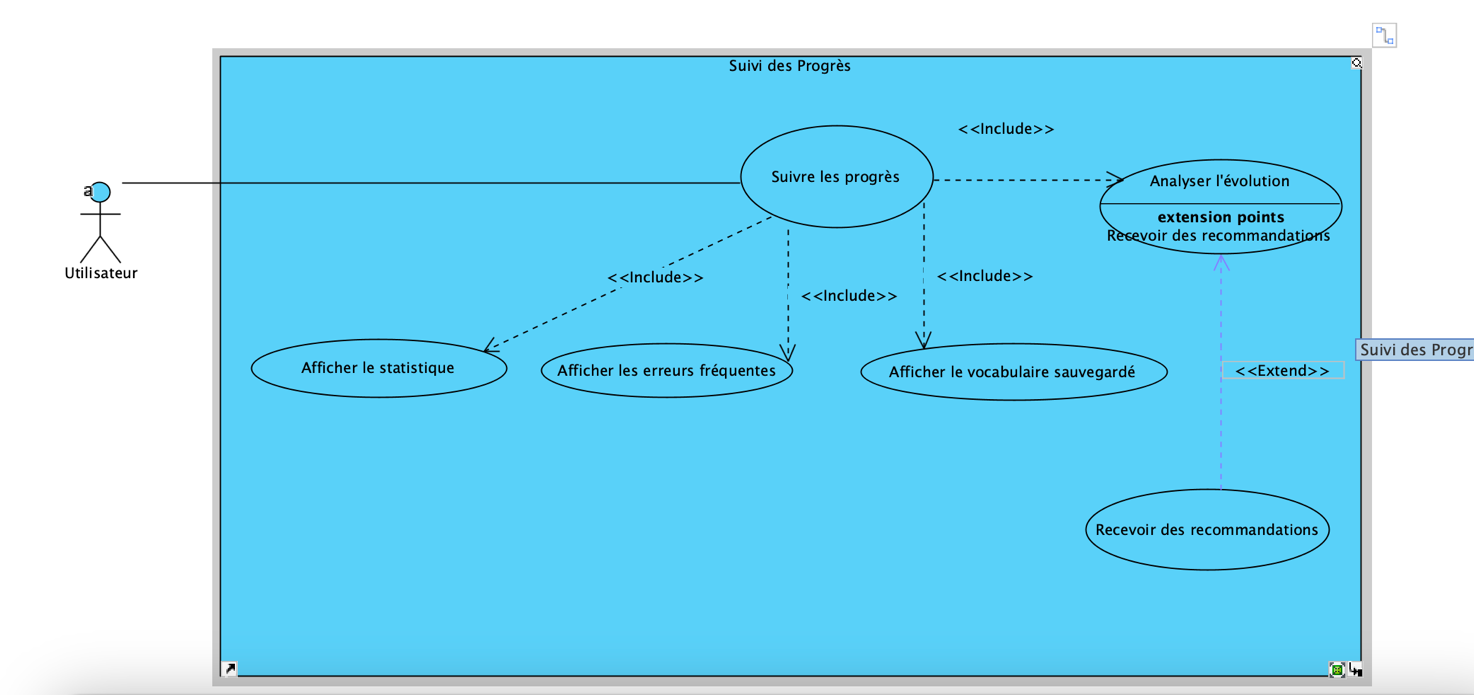 Suivi des Progrès
<<Include>>
Suivre les progrès
Analyser l'évolution
a
extension points
Recevoir des recommandations
Utilisateur
<<Include>>
<<Include>>
<<Include>>
Suivi des Progr
Afficher le statistique
Afficher les erreurs fréquentes
Afficher le vocabulaire sauvegardé
<<Extend>>
Recevoir des recommandations